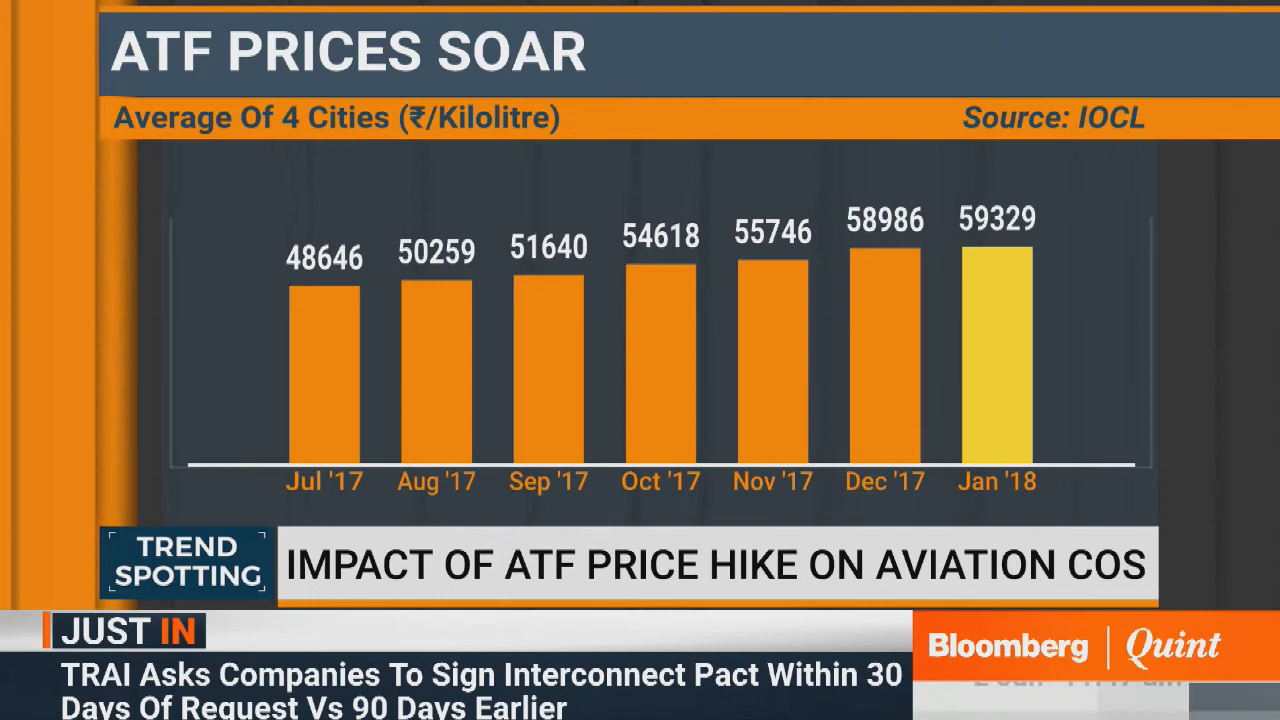 ATF PRICES SOAR
Average Of 4 Cities (₹/Kilolitre)
Source: IOCL
48646
50259
51640
54618
55746
58986
59329
Jul '17
Aug '17
Sep '17
Oct '17
Nov '17
Dec '17
Jan '18
TREND
SPOTTING
IMPACT OF ATF PRICE HIKE ON AVIATION COS
JUST IN
TRAI Asks Companies To Sign Interconnect Pact Within 30
Days Of Request Vs 90 Days Earlier
Bloomberg | Quint